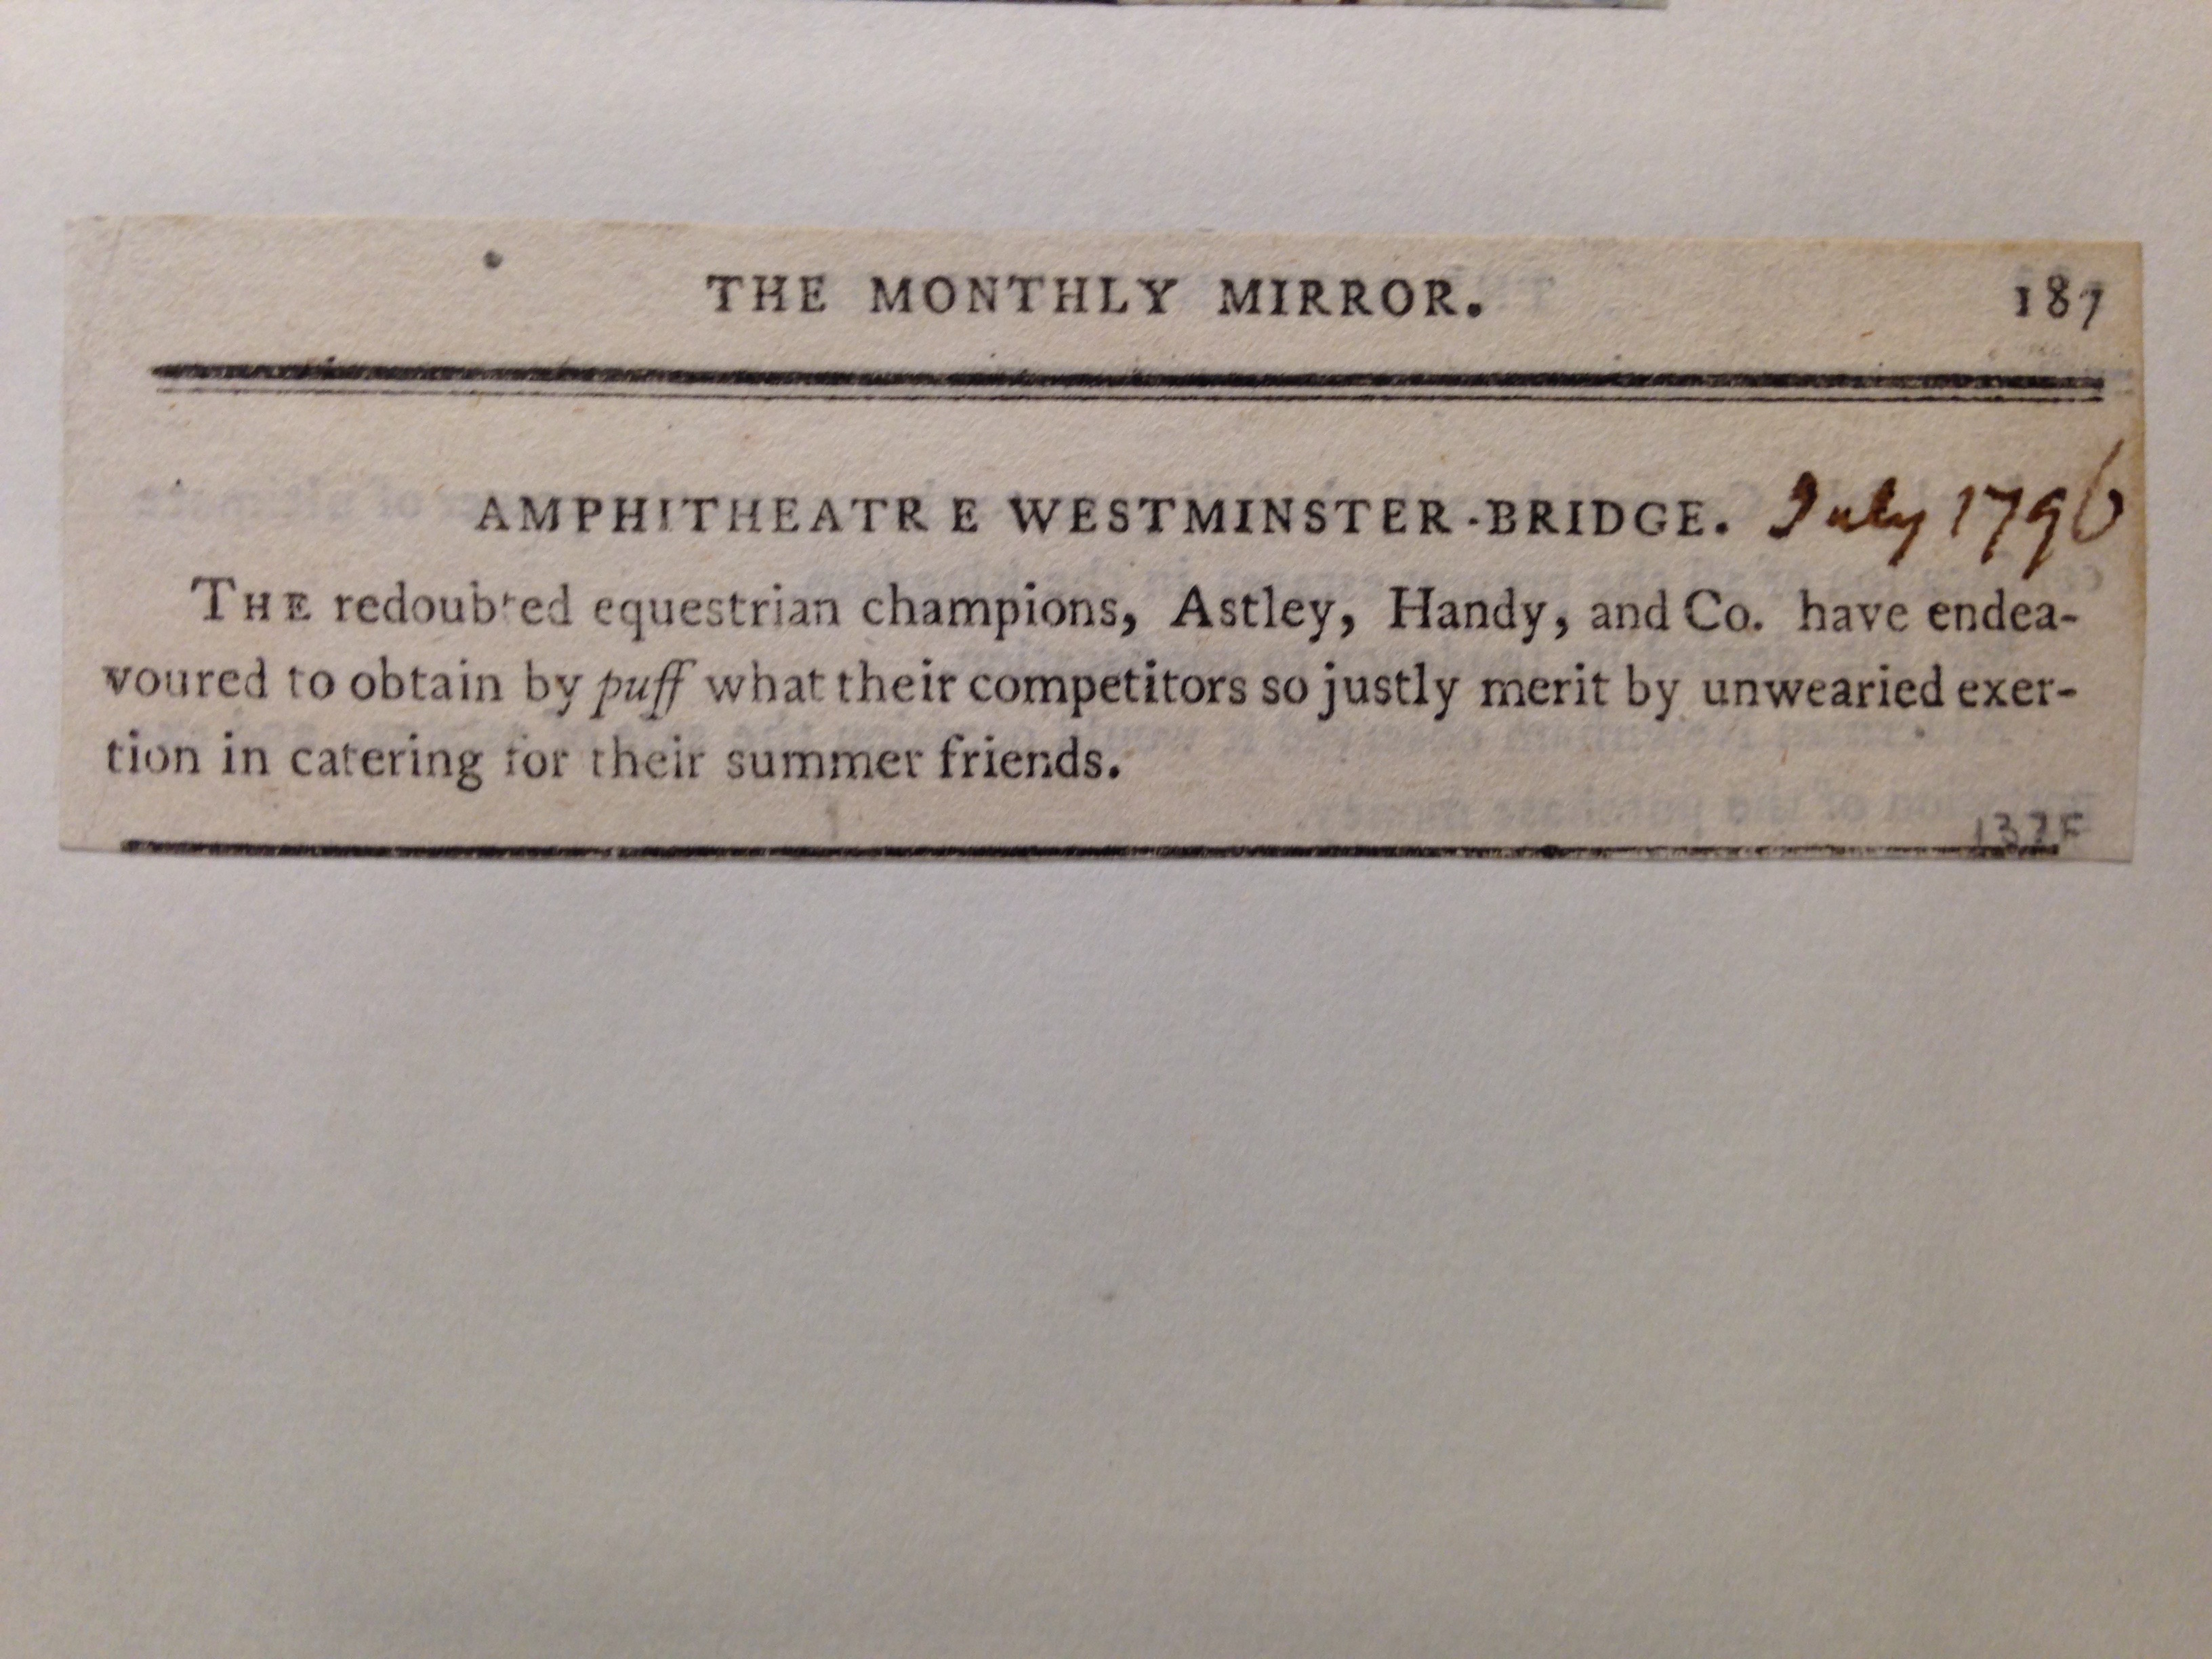 THE MONTHLY MIRROR. 187
AMPHITHEATRE WESTMINSTER-BRIDGE. July 1796
THE redoubted equestrian champions, Astley, Handy, and Co. have endea-
voured to obtain by puff what their competitors so justly merit by unwearied exer-
tion in catering for their summer friends.
132F